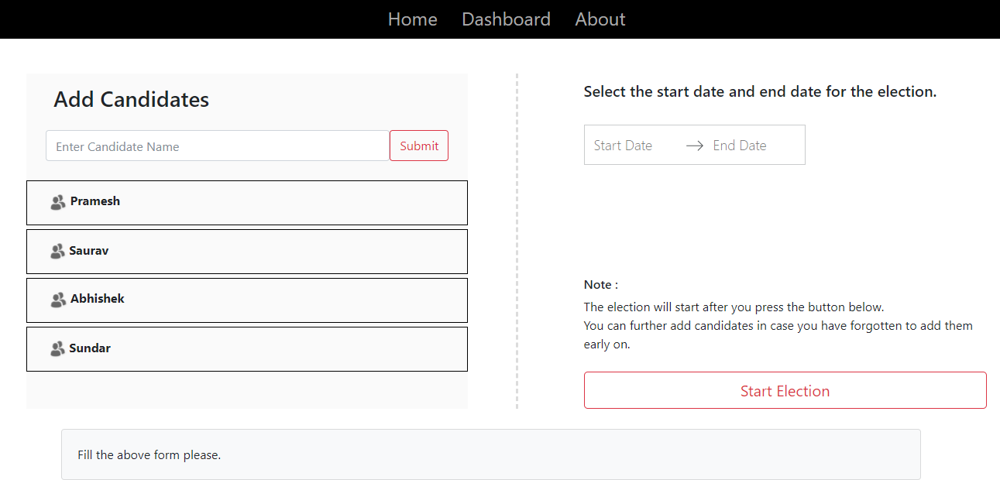 Home Dashboard About
Add Candidates
Enter Candidate Name Submit
Pramesh
Saurav
Abhishek
Sundar
Select the start date and end date for the election.
Start Date → End Date
Note :
The election will start after you press the button below.
You can further add candidates in case you have forgotten to add them
early on.
Start Election
Fill the above form please.